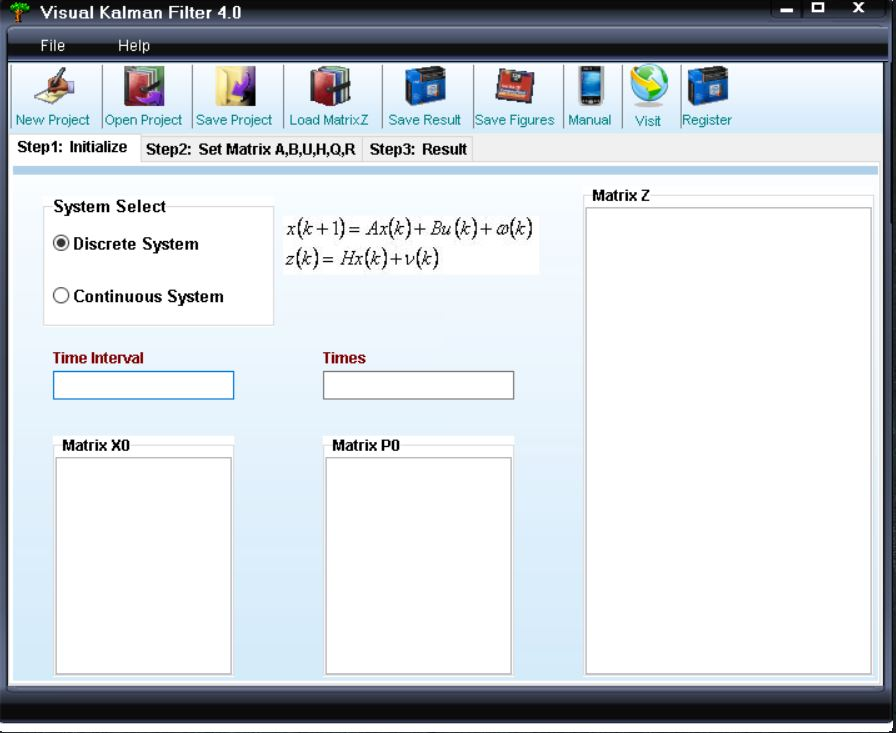 Visual Kalman Filter 4.0
File Help
New Project Open Project Save Project Load MatrixZ Save Result Save Figures Manual Visit Register
Step1: Initialize Step2: Set Matrix A,B,U,H,Q,R Step3: Result
System Select
Discrete System
Continuous System
x(k+1)= Ax(k)+ Bu(k)+ ω(k)
z(k)= Hx(k)+ν(k)
Time Interval
Times
Matrix X0
Matrix P0
Matrix Z